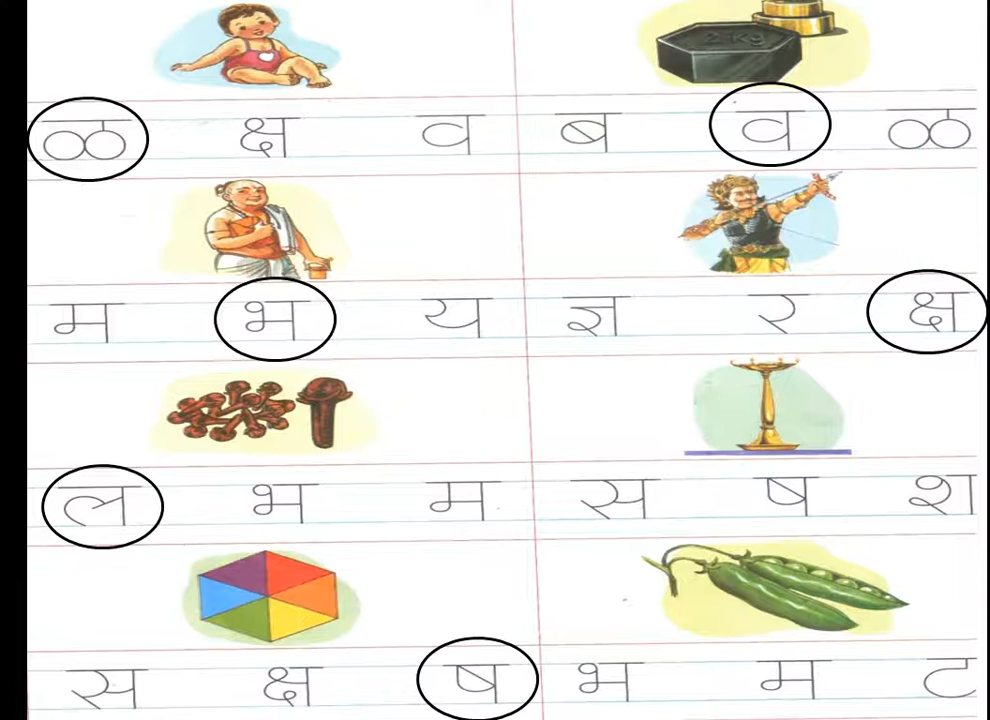 2 Kg
ळ क्ष व ब व ळ
म भ य ज्ञ र क्ष
ल भ म स ष श
स क्ष ष भ म ट